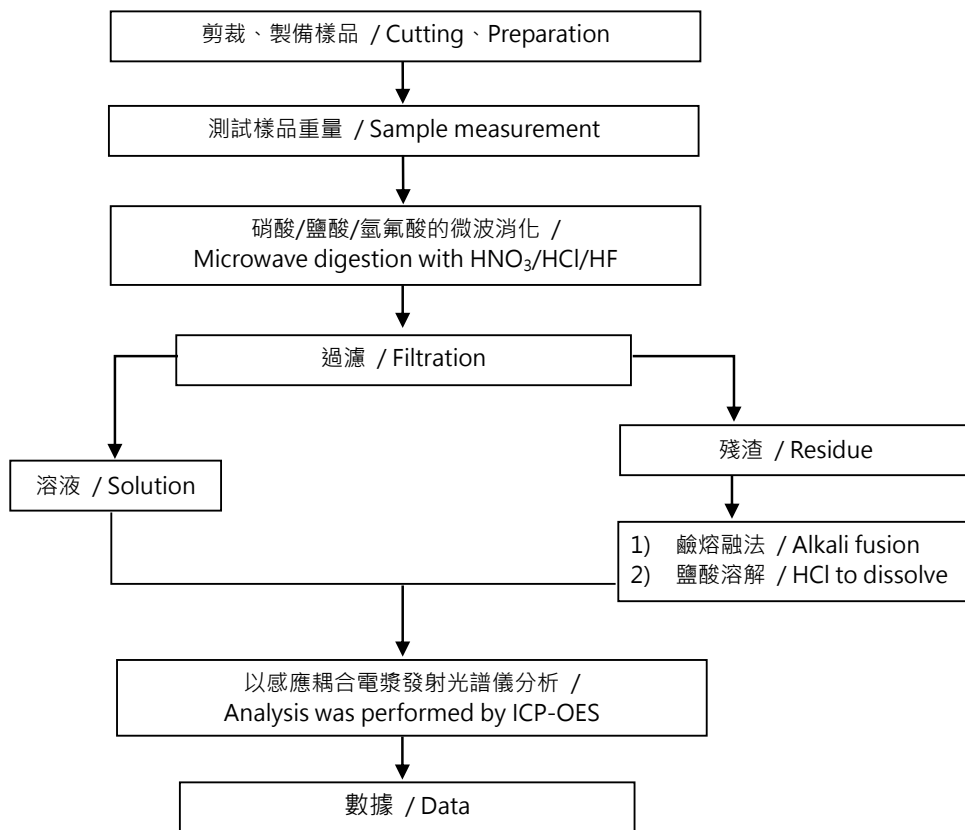 剪裁、製備樣品 / Cutting、Preparation
測試樣品重量 / Sample measurement
硝酸/鹽酸/氫氟酸的微波消化 /
Microwave digestion with HNO₃/HCl/HF
過濾 / Filtration
溶液 / Solution
殘渣 / Residue
1) 鹼熔融法 / Alkali fusion
2) 鹽酸溶解 / HCl to dissolve
以感應耦合電漿發射光譜儀分析 /
Analysis was performed by ICP-OES
數據 / Data